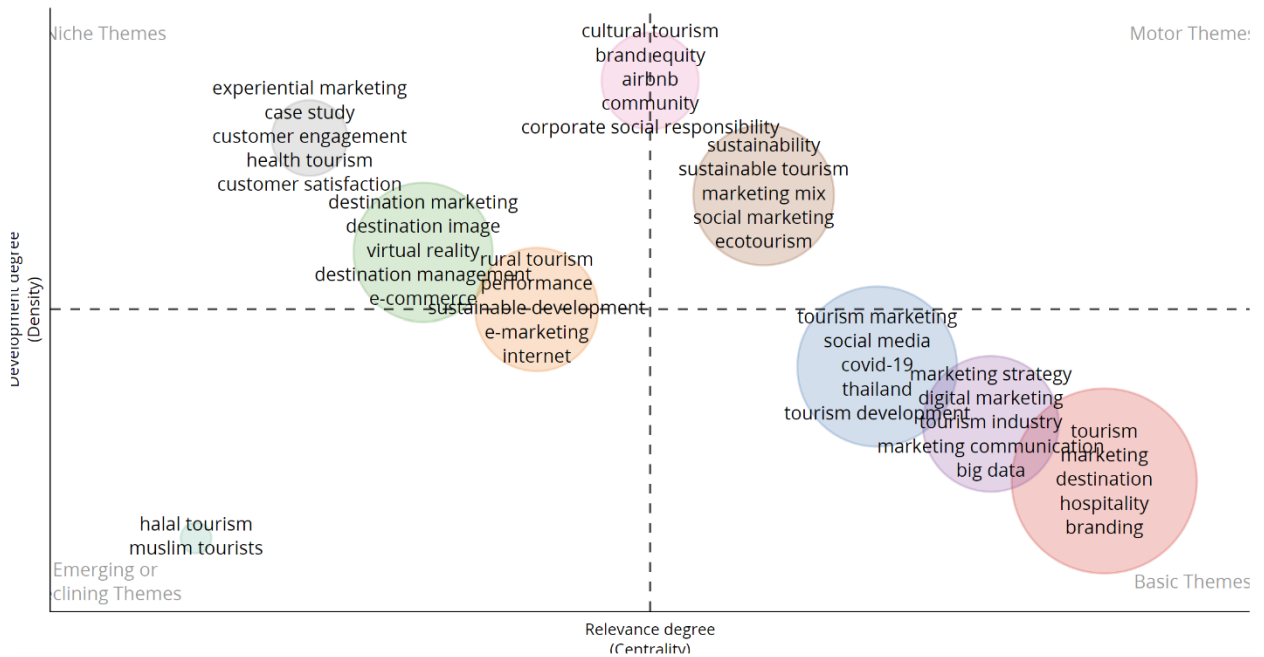 Niche Themes
Motor Themes
cultural tourism
brand equity
airbnb
community
corporate social responsibility
experiential marketing
case study
customer engagement
health tourism
customer satisfaction
sustainability
sustainable tourism
marketing mix
social marketing
ecotourism
destination marketing
destination image
virtual reality
destination management
e-commerce
rural tourism
performance
sustainable development
e-marketing
internet
tourism marketing
social media
covid-19
thailand
tourism development
marketing strategy
digital marketing
tourism industry
marketing communication
big data
tourism
marketing
destination
hospitality
branding
halal tourism
muslim tourists
Emerging or
eclining Themes
Basic Themes
Development degree
(Density)
Relevance degree
(Centrality)